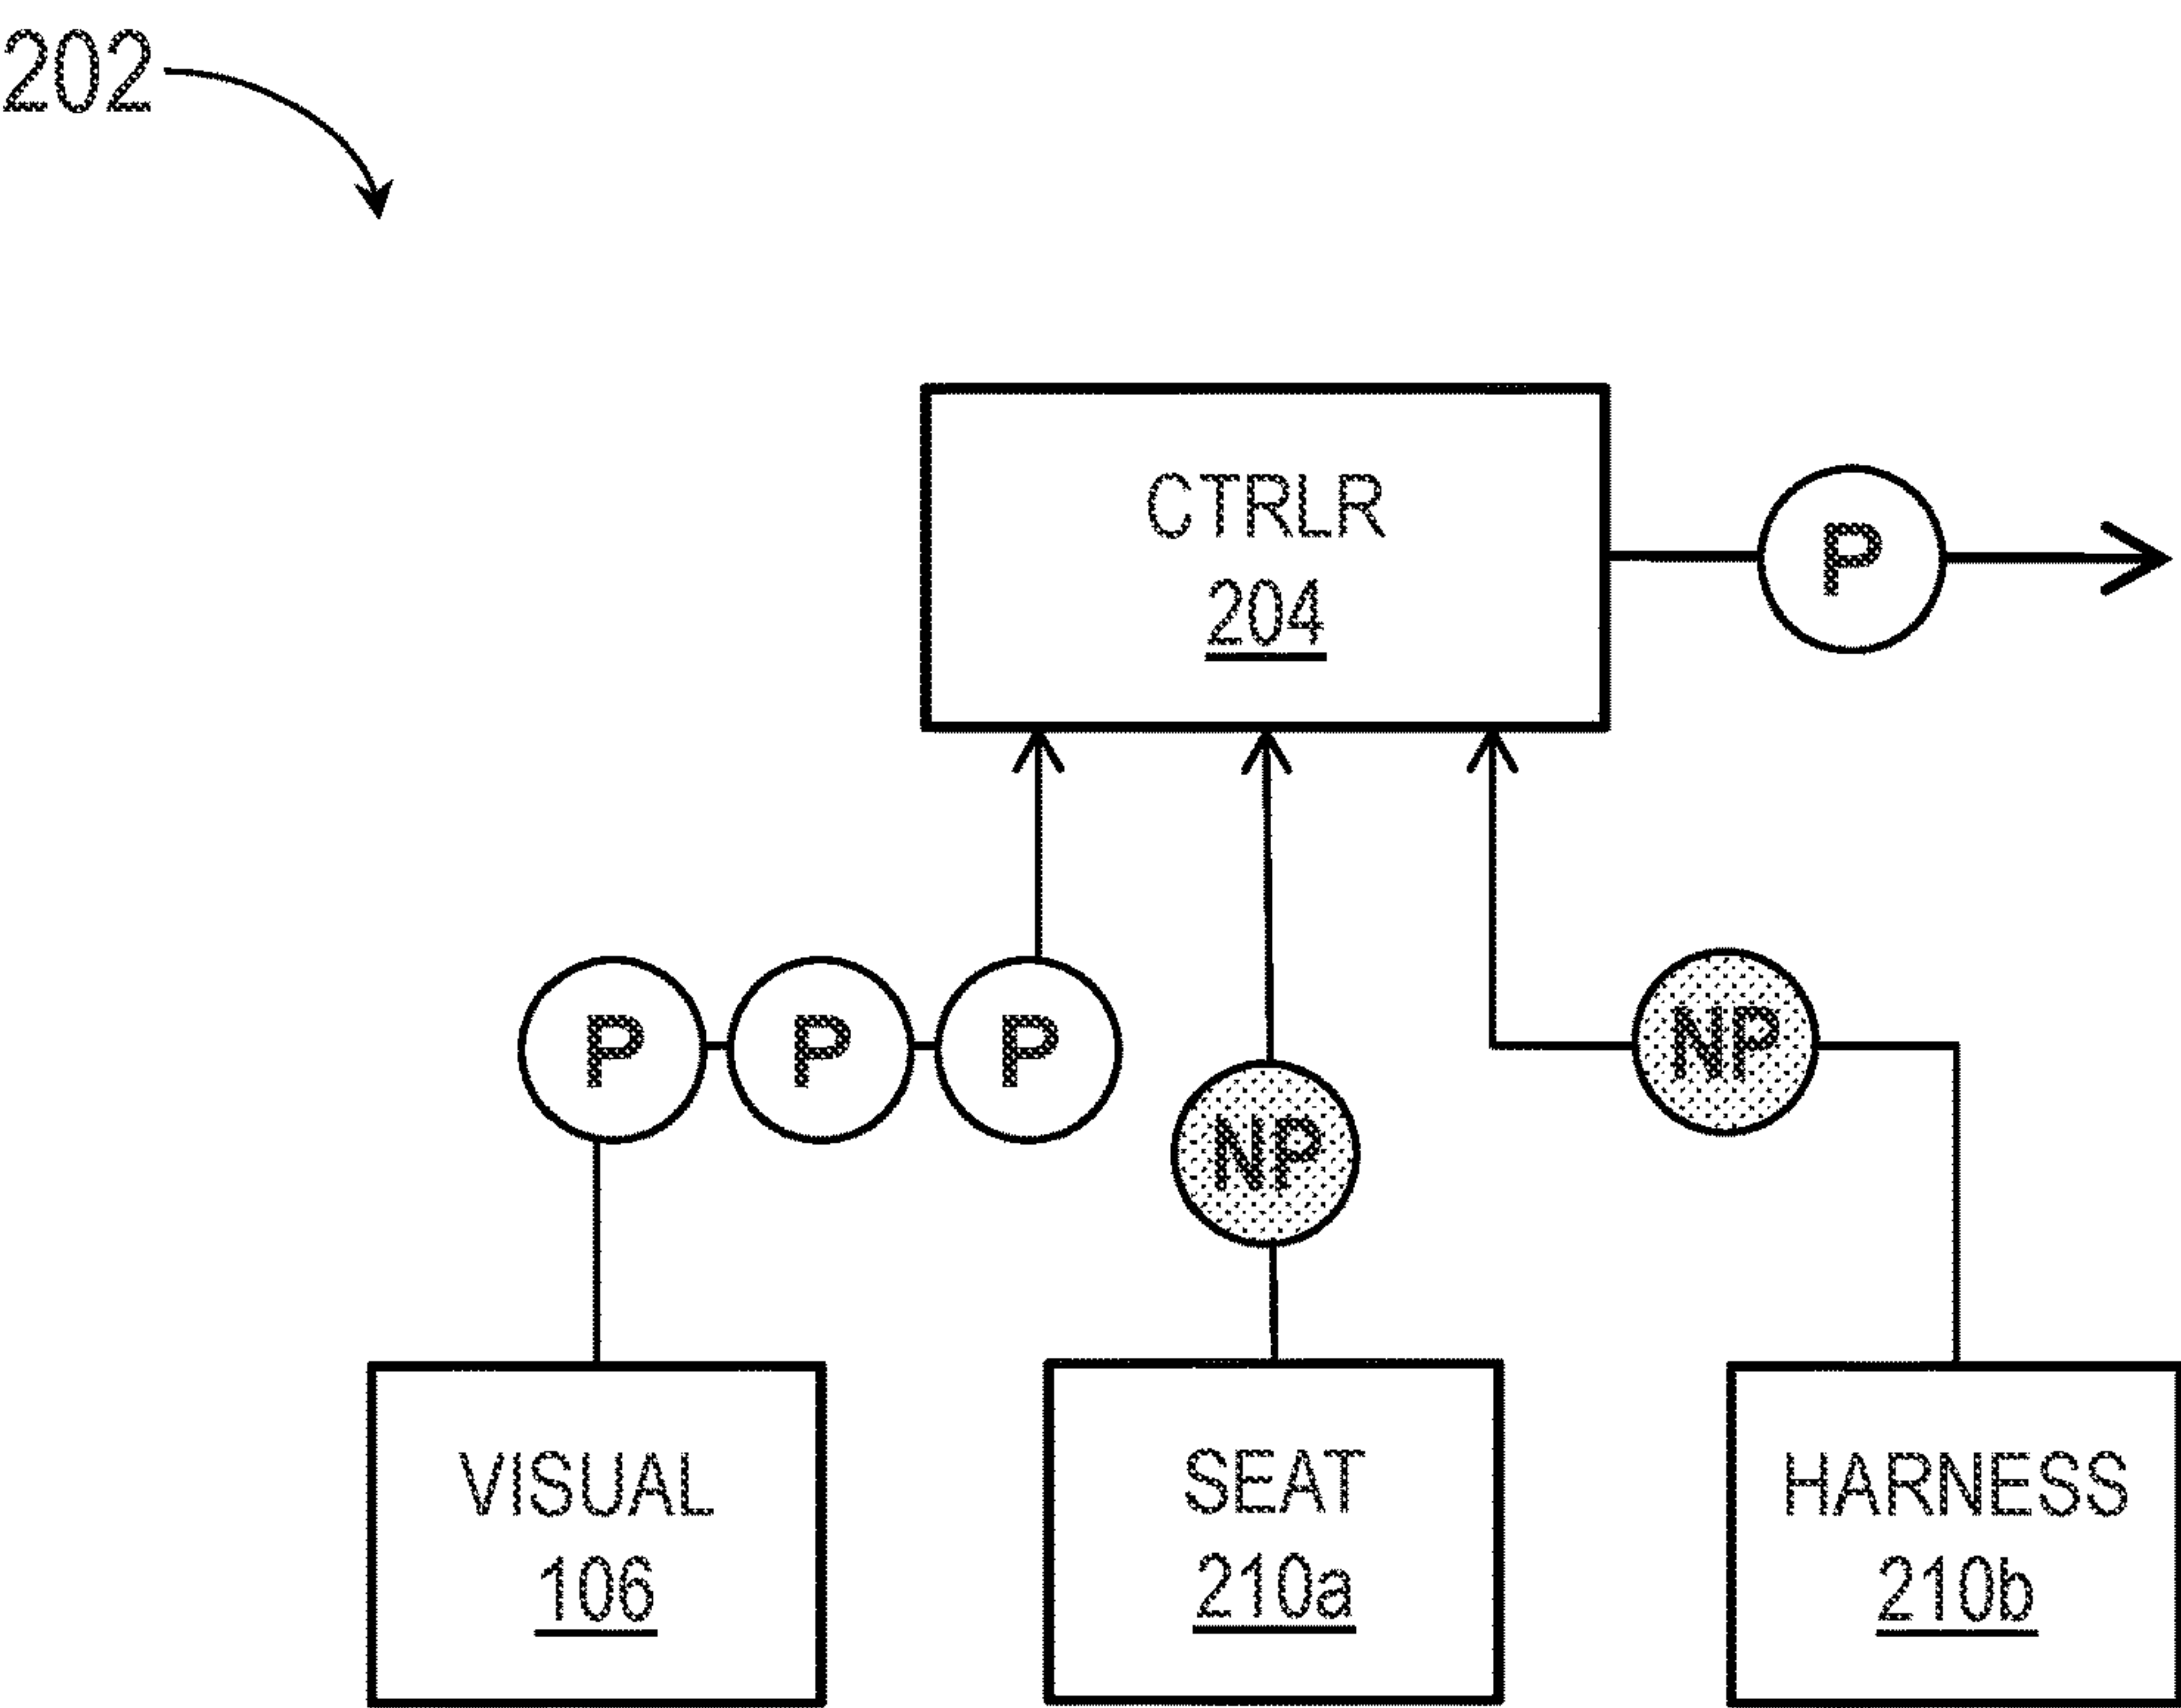 202
CTRLR
204
P
P P P
NP
NP
VISUAL
106
SEAT
210a
HARNESS
210b